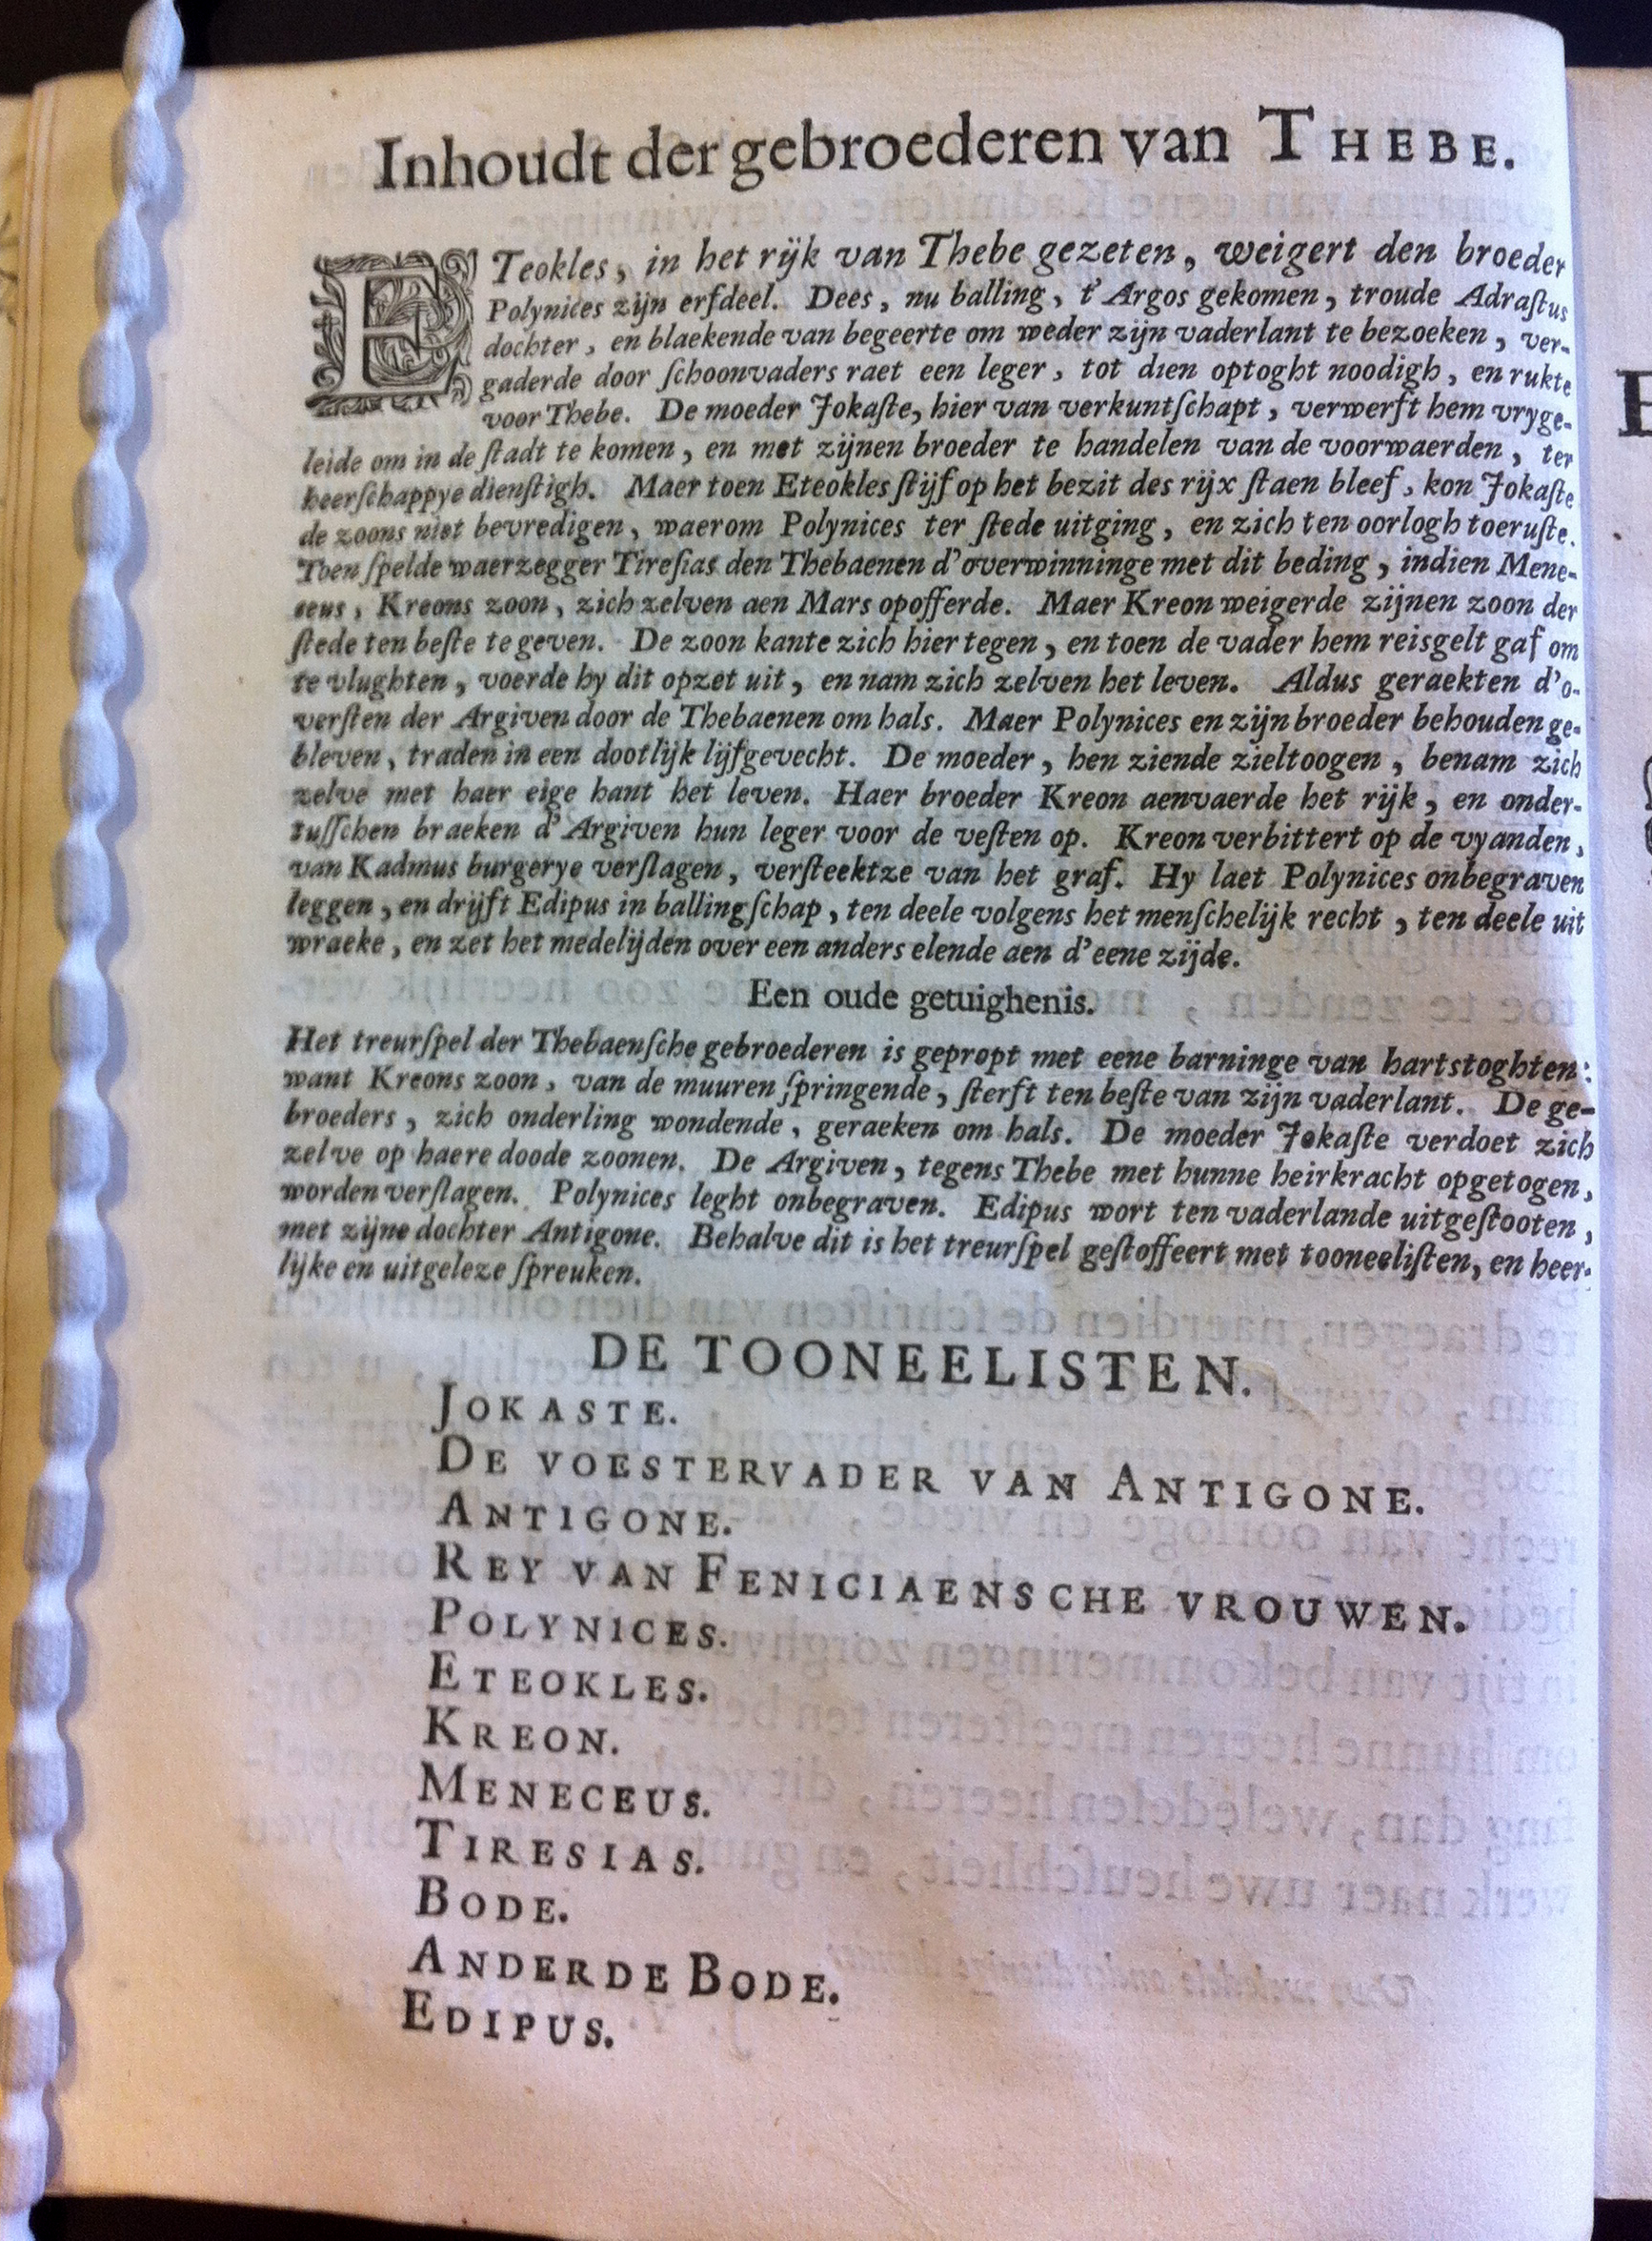 Inhoudt der gebroederen van THEBE.
ETeokles, in het rijk van Thebe gezeten, weigert den broeder
Polynices zijn erfdeel. Dees, nu balling, t'Argos gekomen, troude Adraſtus
dochter, en blaekende van begeerte om weder zijn vaderlant te bezoeken, ver-
gaderde door ſchoonvaders raet een leger, tot dien optoght noodigh, en rukte
voor Thebe. De moeder Jokaſte, hier van verkuntſchapt, verwerft hem vryge-
leide om in de ſtadt te komen, en met zijnen broeder te handelen van de voorwaerden, ter
heerſchappye dienſtigh. Maer toen Eteokles ſtijf op het bezit des rijx ſtaen bleef, kon Jokaſte
de zoons niet bevredigen, waerom Polynices ter ſtede uitging, en zich ten oorlogh toeruſte.
Toen ſpelde waerzegger Tireſias den Thebaenen d'overwinninge met dit beding, indien Mene-
ceus, Kreons zoon, zich zelven aen Mars opofferde. Maer Kreon weigerde zijnen zoon der
ſtede ten beſte te geven. De zoon kante zich hier tegen, en toen de vader hem reisgelt gaf om
te vlughten, voerde hy dit opzet uit, en nam zich zelven het leven. Aldus geraekten d'o-
verſten der Argiven door de Thebaenen om hals. Maer Polynices en zijn broeder behouden ge-
bleven, traden in een dootlijk lijfgevecht. De moeder, hen ziende zieltoogen, benam zich
zelve met haer eige hant het leven. Haer broeder Kreon aenvaerde het rijk, en onder-
tuſſchen braeken d'Argiven hun leger voor de veſten op. Kreon verbittert op de vyanden,
van Kadmus burgerye verſlagen, verſteektze van het graf. Hy laet Polynices onbegraven
leggen, en drijft Edipus in ballingſchap, ten deele volgens het menſchelijk recht, ten deele uit
wraeke, en zet het medelijden over een anders elende aen d'eene zijde.
Een oude getuighenis.
Het treurſpel der Thebaenſche gebroederen is gepropt met eene barninge van hartstoghten:
want Kreons zoon, van de muuren ſpringende, ſterft ten beſte van zijn vaderlant. De ge-
broeders, zich onderling wondende, geraeken om hals. De moeder Jokaſte verdoet zich
zelve op haere doode zoonen. De Argiven, tegens Thebe met hunne heirkracht opgetogen,
worden verſlagen. Polynices leght onbegraven. Edipus wort ten vaderlande uitgeſtooten,
met zijne dochter Antigone. Behalve dit is het treurſpel geſtoffeert met tooneeliſten, en heer-
lijke en uitgeleze ſpreuken.
DE TOONEELISTEN.
JOKASTE.
DE VOESTERVADER VAN ANTIGONE.
ANTIGONE.
REY VAN FENICIAENSCHE VROUWEN.
POLYNICES.
ETEOKLES.
KREON.
MENECEUS.
TIRESIAS.
BODE.
ANDERDE BODE.
EDIPUS.